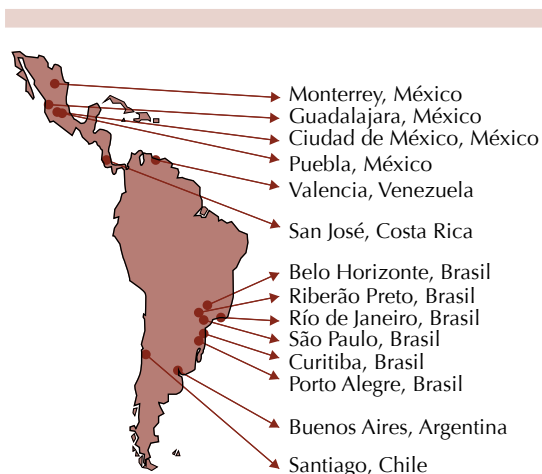 Monterrey, México
Guadalajara, México
Ciudad de México, México
Puebla, México
Valencia, Venezuela
San José, Costa Rica
Belo Horizonte, Brasil
Riberão Preto, Brasil
Río de Janeiro, Brasil
São Paulo, Brasil
Curitiba, Brasil
Porto Alegre, Brasil
Buenos Aires, Argentina
Santiago, Chile